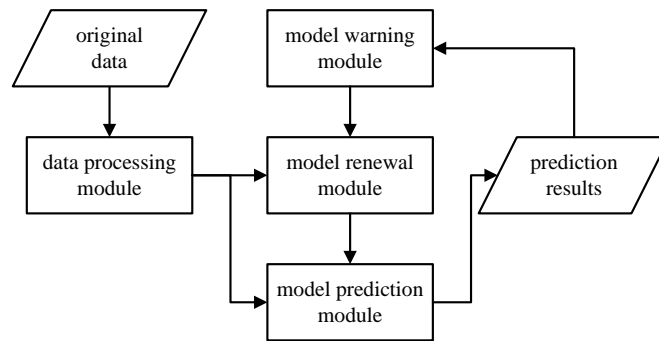 original
data
model warning
module
data processing
module
model renewal
module
prediction
results
model prediction
module